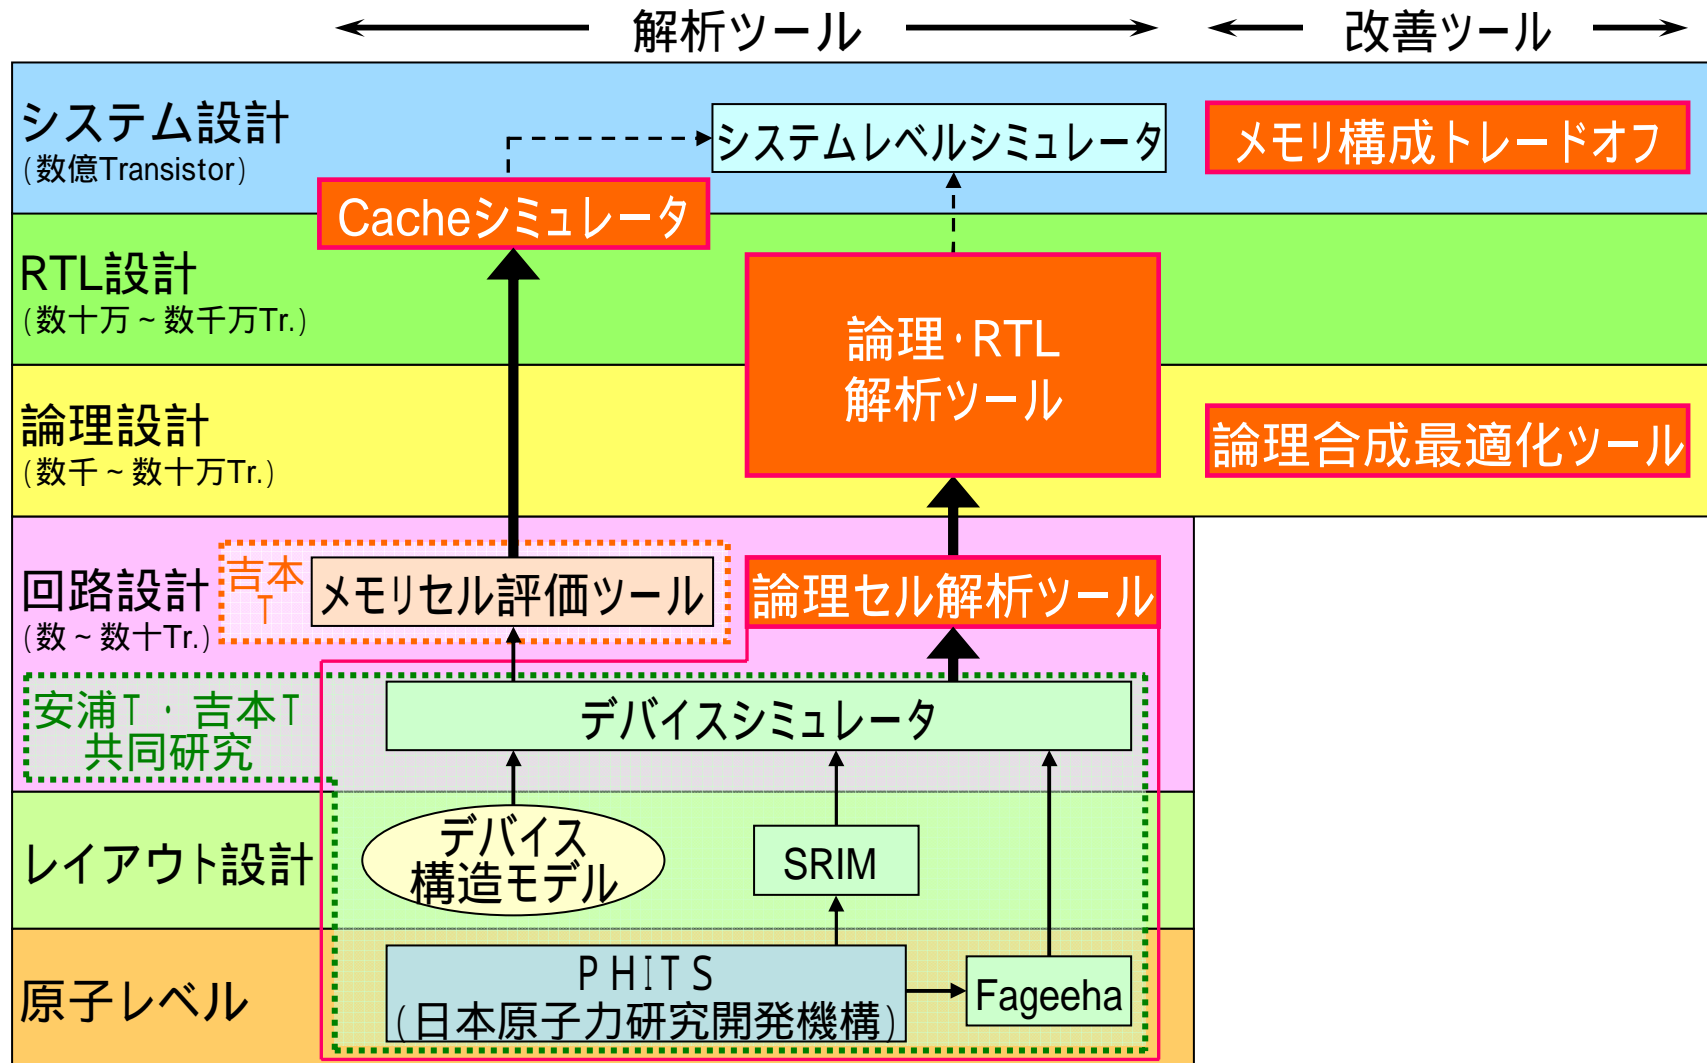 解析ツール
改善ツール
システム設計
(数億Transistor)
システムレベルシミュレータ
メモリ構成トレードオフ
Cacheシミュレータ
RTL設計
(数十万~数千万Tr.)
論理・RTL
解析ツール
論理設計
(数千~数十万Tr.)
論理合成最適化ツール
回路設計
(数~数十Tr.)
吉本
T
メモリセル評価ツール
論理セル解析ツール
安浦T・吉本T
共同研究
デバイスシミュレータ
レイアウト設計
デバイス
構造モデル
SRIM
原子レベル
PHITS
(日本原子力研究開発機構)
Fageeha